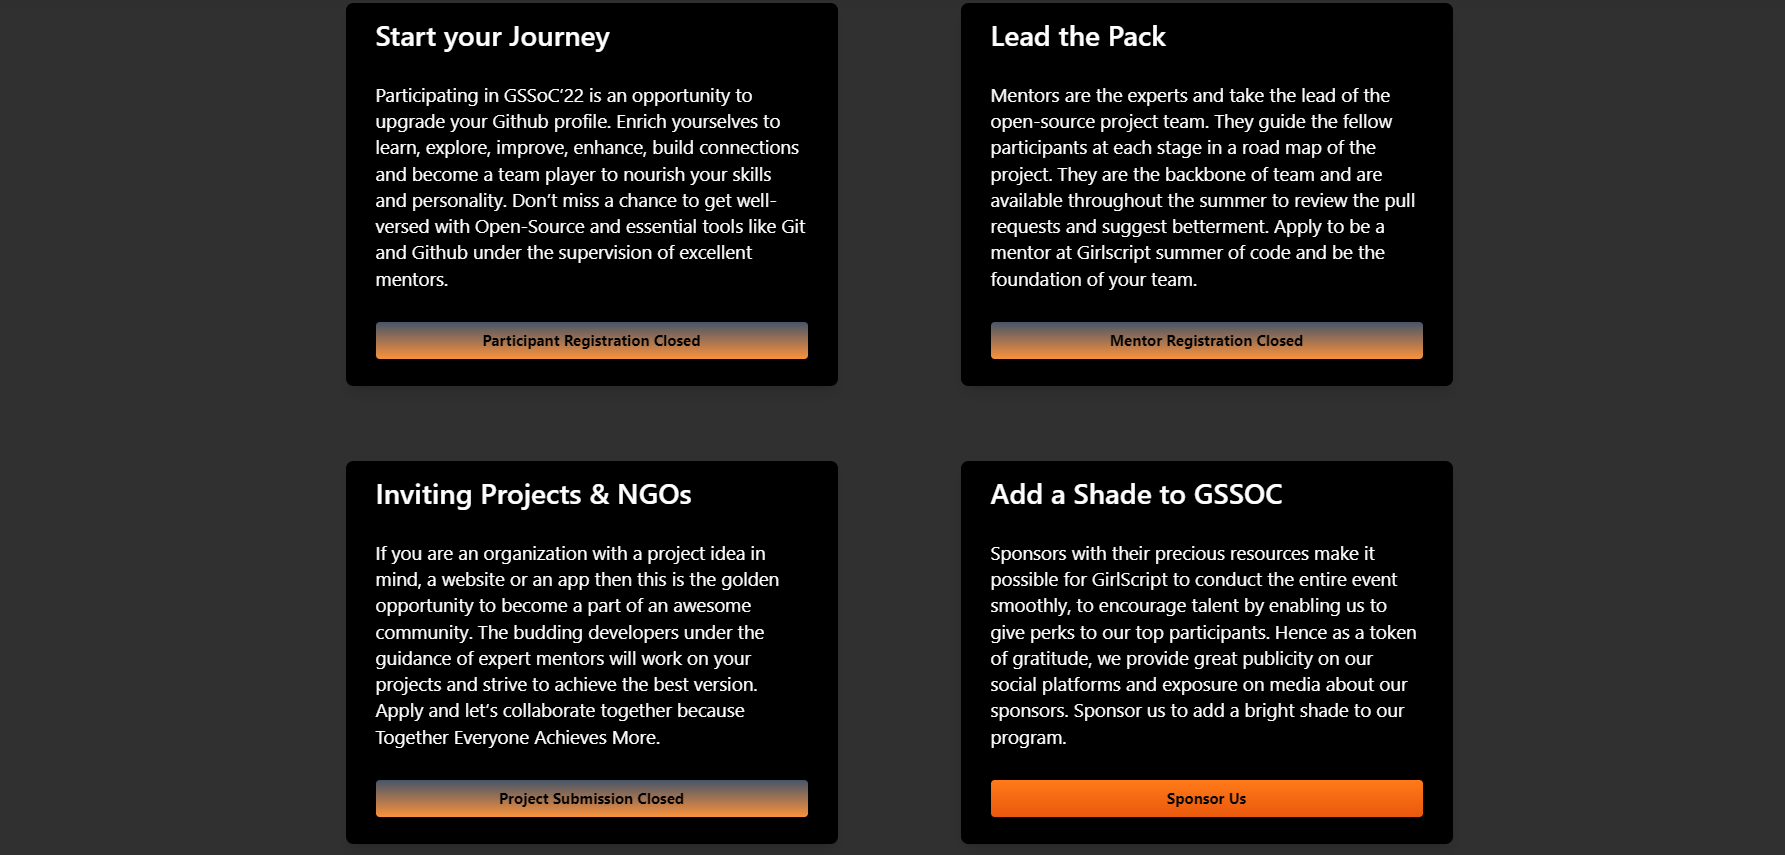 Start your Journey
Participating in GSSoC’22 is an opportunity to
upgrade your Github profile. Enrich yourselves to
learn, explore, improve, enhance, build connections
and become a team player to nourish your skills
and personality. Don’t miss a chance to get well-
versed with Open-Source and essential tools like Git
and Github under the supervision of excellent
mentors.
Participant Registration Closed
Lead the Pack
Mentors are the experts and take the lead of the
open-source project team. They guide the fellow
participants at each stage in a road map of the
project. They are the backbone of team and are
available throughout the summer to review the pull
requests and suggest betterment. Apply to be a
mentor at Girlscript summer of code and be the
foundation of your team.
Mentor Registration Closed
Inviting Projects & NGOs
If you are an organization with a project idea in
mind, a website or an app then this is the golden
opportunity to become a part of an awesome
community. The budding developers under the
guidance of expert mentors will work on your
projects and strive to achieve the best version.
Apply and let’s collaborate together because
Together Everyone Achieves More.
Project Submission Closed
Add a Shade to GSSOC
Sponsors with their precious resources make it
possible for GirlScript to conduct the entire event
smoothly, to encourage talent by enabling us to
give perks to our top participants. Hence as a token
of gratitude, we provide great publicity on our
social platforms and exposure on media about our
sponsors. Sponsor us to add a bright shade to our
program.
Sponsor Us